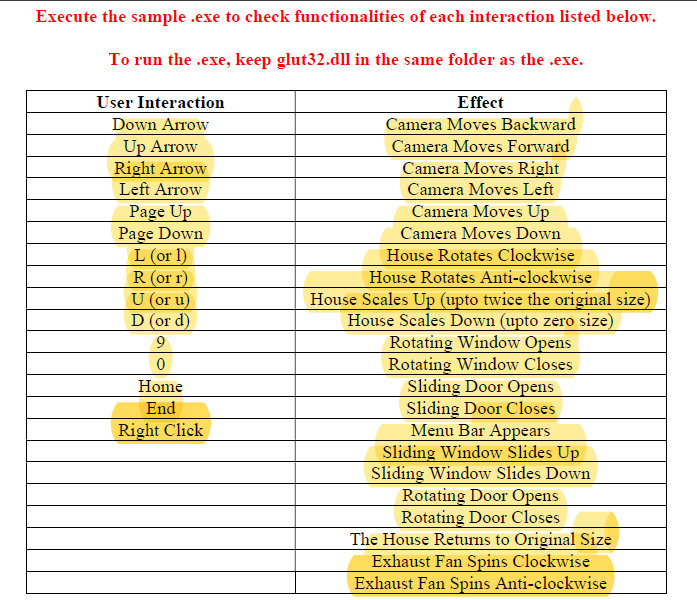 Execute the sample .exe to check functionalities of each interaction listed below.
To run the .exe, keep glut32.dll in the same folder as the .exe.
User Interaction Effect
Down Arrow Camera Moves Backward
Up Arrow Camera Moves Forward
Right Arrow Camera Moves Right
Left Arrow Camera Moves Left
Page Up Camera Moves Up
Page Down Camera Moves Down
L (or l) House Rotates Clockwise
R (or r) House Rotates Anti-clockwise
U (or u) House Scales Up (upto twice the original size)
D (or d) House Scales Down (upto zero size)
9 Rotating Window Opens
0 Rotating Window Closes
Home Sliding Door Opens
End Sliding Door Closes
Right Click Menu Bar Appears
Sliding Window Slides Up
Sliding Window Slides Down
Rotating Door Opens
Rotating Door Closes
The House Returns to Original Size
Exhaust Fan Spins Clockwise
Exhaust Fan Spins Anti-clockwise